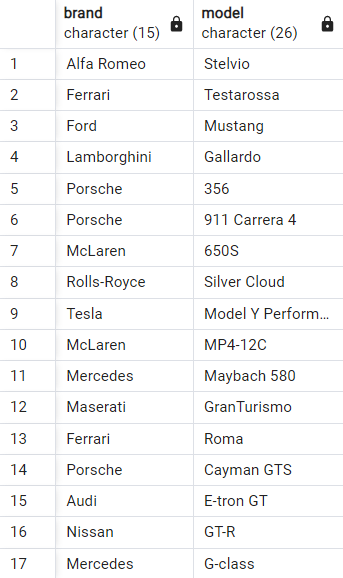 brand model
character (15) character (26)
1 Alfa Romeo Stelvio
2 Ferrari Testarossa
3 Ford Mustang
4 Lamborghini Gallardo
5 Porsche 356
6 Porsche 911 Carrera 4
7 McLaren 650S
8 Rolls-Royce Silver Cloud
9 Tesla Model Y Perform...
10 McLaren MP4-12C
11 Mercedes Maybach 580
12 Maserati GranTurismo
13 Ferrari Roma
14 Porsche Cayman GTS
15 Audi E-tron GT
16 Nissan GT-R
17 Mercedes G-class